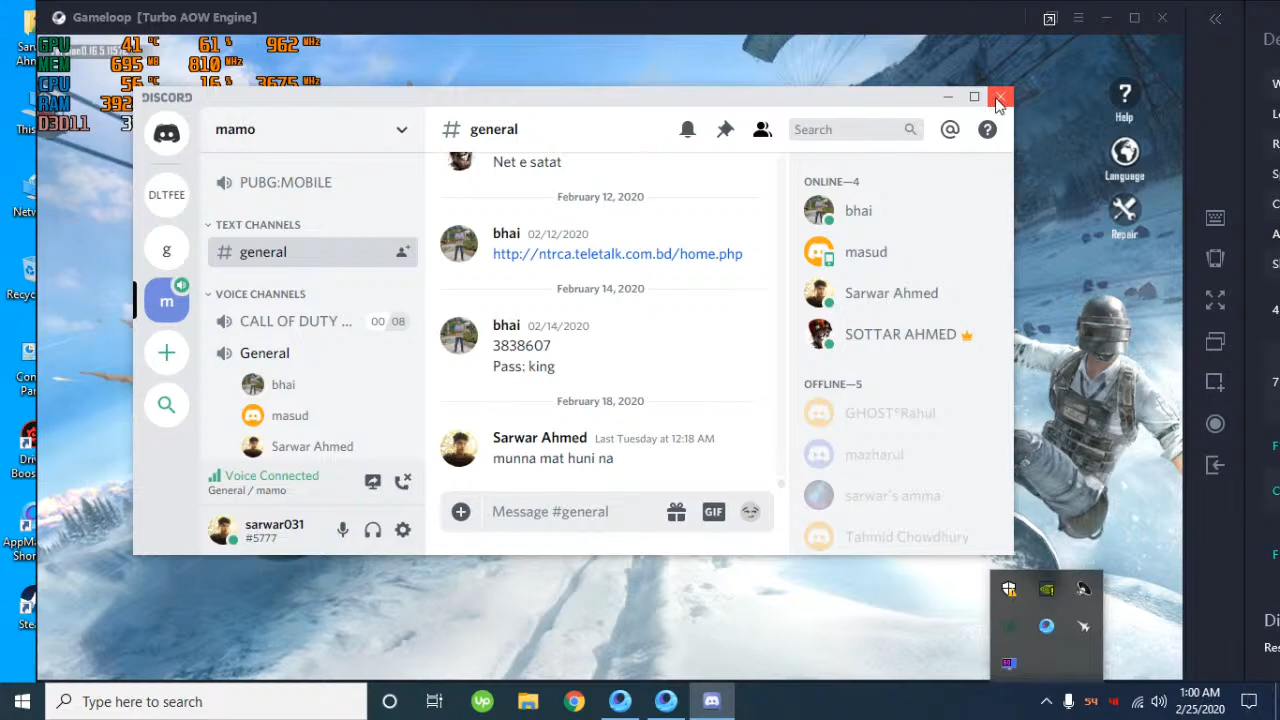 Gameloop [Turbo AOW Engine]
GPU 41 °C 61 % 962 MHz
MEM 695 MB 810 MHz
CPU 56 °C 16 % 3675 MHz
RAM 392
D3D11 3
DISCORD
mamo
# general
Search
PUBG:MOBILE
TEXT CHANNELS
# general
VOICE CHANNELS
CALL OF DUTY ... 00 08
General
bhai
masud
Sarwar Ahmed
Voice Connected
General / mamo
sarwar031
#5777
DLTFEE
g
m
Net e satat
February 12, 2020
bhai 02/12/2020
http://ntrca.teletalk.com.bd/home.php
February 14, 2020
bhai 02/14/2020
3838607
Pass: king
February 18, 2020
Sarwar Ahmed Last Tuesday at 12:18 AM
munna mat huni na
Message #general
GIF
ONLINE—4
bhai
masud
Sarwar Ahmed
SOTTAR AHMED
OFFLINE—5
GHOST°Rahul
mazharul
sarwar's amma
Tahmid Chowdhury
Help
Language
Repair
Type here to search
Up
54
1:00 AM
2/25/2020